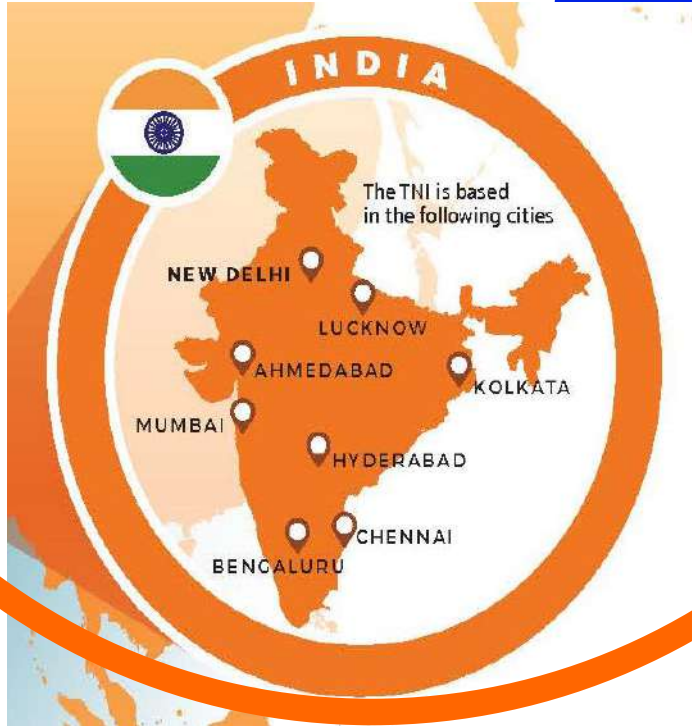 INDIA
The TNI is based
in the following cities
NEW DELHI
LUCKNOW
AHMEDABAD
KOLKATA
MUMBAI
HYDERABAD
CHENNAI
BENGALURU